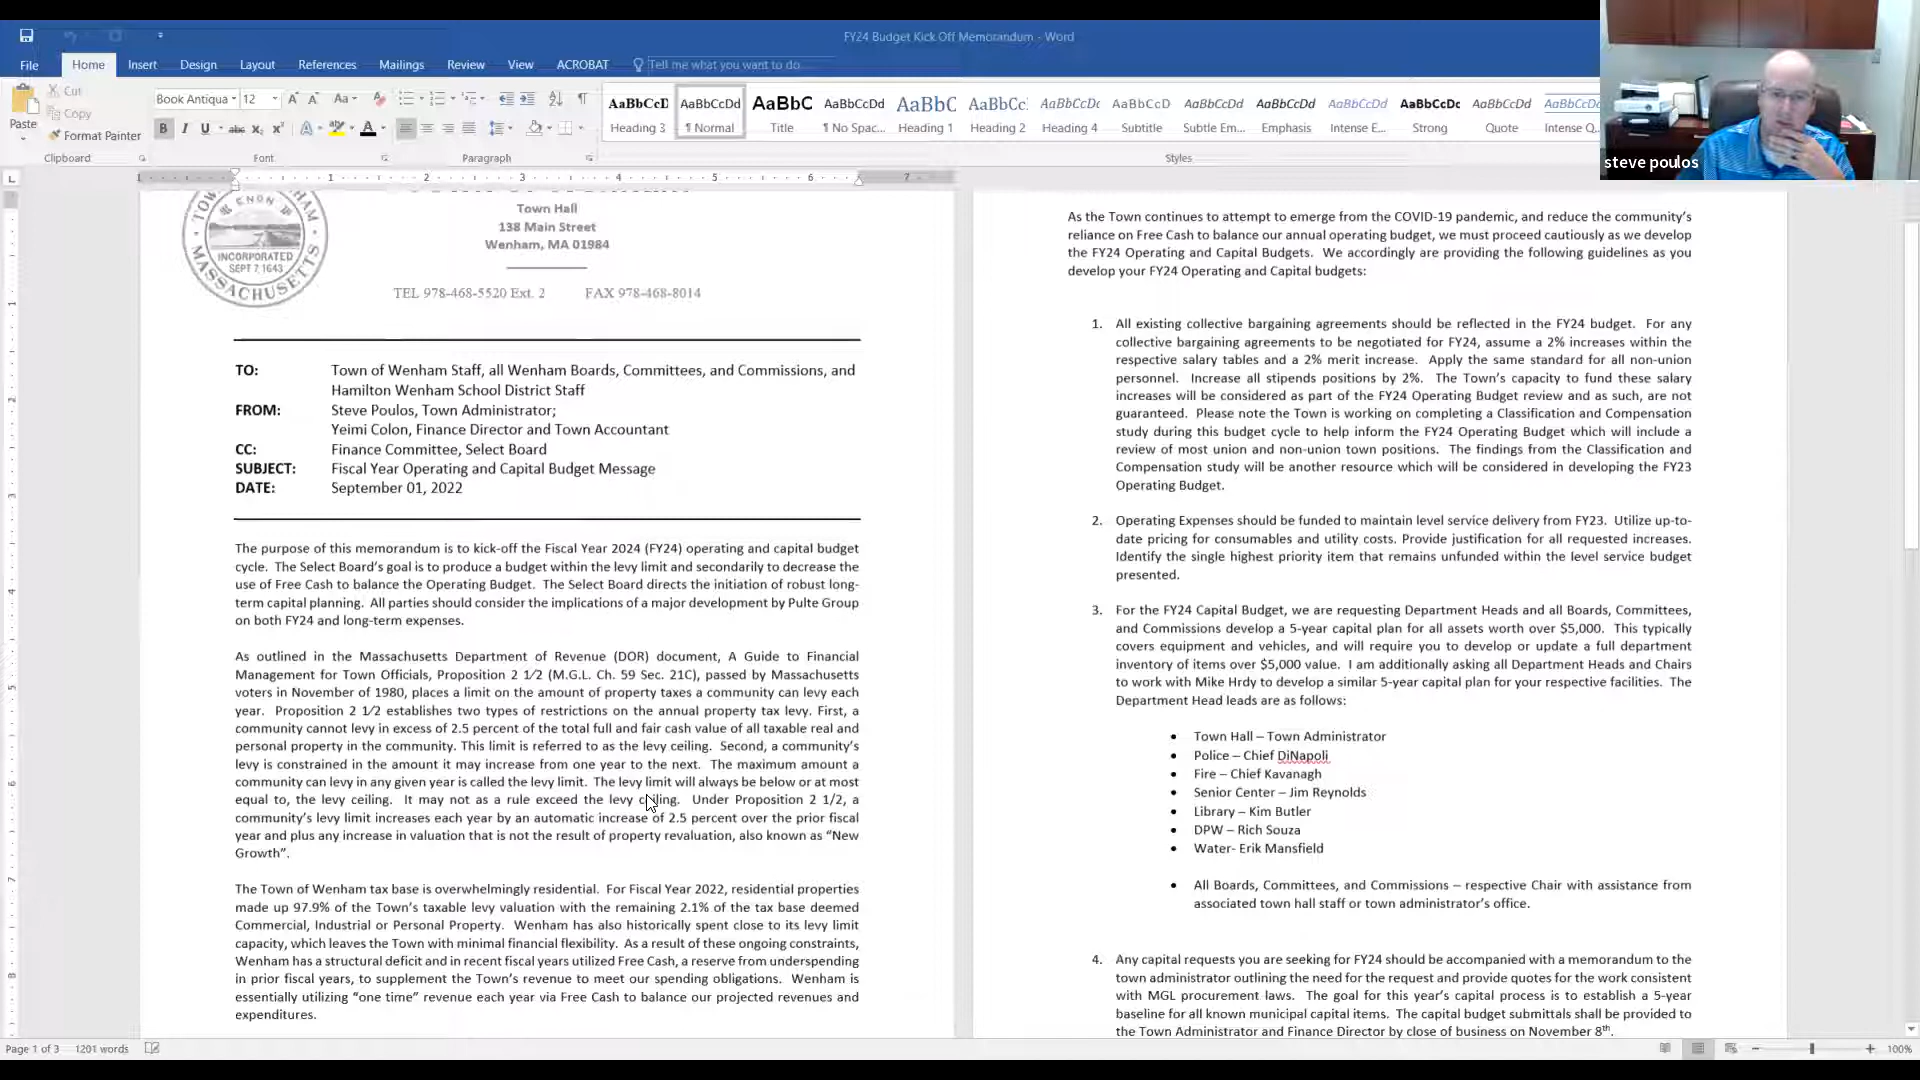 FY24 Budget Kick Off Memorandum - Word
File Home Insert Design Layout References Mailings Review View ACROBAT Tell me what you want to do...
Cut
Copy
Paste
Format Painter
Book Antiqua 12
Clipboard Font Paragraph Styles
AaBbCcD AaBbCcDd AaBbC AaBbCcDd AaBbC AaBbCc AaBbCcDc AaBbCcD AaBbCcDd AaBbCcDd AaBbCcDd AaBbCcDc AaBbCcDd AaBbCcDd
Heading 3 ¶ Normal Title ¶ No Spac... Heading 1 Heading 2 Heading 4 Subtitle Subtle Em... Emphasis Intense E... Strong Quote Intense Q
steve poulos
1 1 2 3 4 5 6 7
INCORPORATED
SEPT 7, 1643
MASSACHUSETTS
Town Hall
138 Main Street
Wenham, MA 01984
TEL 978-468-5520 Ext. 2 FAX 978-468-8014
TO: Town of Wenham Staff, all Wenham Boards, Committees, and Commissions, and
Hamilton Wenham School District Staff
FROM: Steve Poulos, Town Administrator;
Yeimi Colon, Finance Director and Town Accountant
CC: Finance Committee, Select Board
SUBJECT: Fiscal Year Operating and Capital Budget Message
DATE: September 01, 2022
The purpose of this memorandum is to kick-off the Fiscal Year 2024 (FY24) operating and capital budget
cycle. The Select Board's goal is to produce a budget within the levy limit and secondarily to decrease the
use of Free Cash to balance the Operating Budget. The Select Board directs the initiation of robust long-
term capital planning. All parties should consider the implications of a major development by Pulte Group
on both FY24 and long-term expenses.
As outlined in the Massachusetts Department of Revenue (DOR) document, A Guide to Financial
Management for Town Officials, Proposition 2 1/2 (M.G.L. Ch. 59 Sec. 21C), passed by Massachusetts
voters in November of 1980, places a limit on the amount of property taxes a community can levy each
year. Proposition 2 1/2 establishes two types of restrictions on the annual property tax levy. First, a
community cannot levy in excess of 2.5 percent of the total full and fair cash value of all taxable real and
personal property in the community. This limit is referred to as the levy ceiling. Second, a community's
levy is constrained in the amount it may increase from one year to the next. The maximum amount a
community can levy in any given year is called the levy limit. The levy limit will always be below or at most
equal to, the levy ceiling. It may not as a rule exceed the levy ceiling. Under Proposition 2 1/2, a
community's levy limit increases each year by an automatic increase of 2.5 percent over the prior fiscal
year and plus any increase in valuation that is not the result of property revaluation, also known as "New
Growth".
The Town of Wenham tax base is overwhelmingly residential. For Fiscal Year 2022, residential properties
made up 97.9% of the Town's taxable levy valuation with the remaining 2.1% of the tax base deemed
Commercial, Industrial or Personal Property. Wenham has also historically spent close to its levy limit
capacity, which leaves the Town with minimal financial flexibility. As a result of these ongoing constraints,
Wenham has a structural deficit and in recent fiscal years utilized Free Cash, a reserve from underspending
in prior fiscal years, to supplement the Town's revenue to meet our spending obligations. Wenham is
essentially utilizing "one time" revenue each year via Free Cash to balance our projected revenues and
expenditures.
As the Town continues to attempt to emerge from the COVID-19 pandemic, and reduce the community's
reliance on Free Cash to balance our annual operating budget, we must proceed cautiously as we develop
the FY24 Operating and Capital Budgets. We accordingly are providing the following guidelines as you
develop your FY24 Operating and Capital budgets:
1. All existing collective bargaining agreements should be reflected in the FY24 budget. For any
collective bargaining agreements to be negotiated for FY24, assume a 2% increases within the
respective salary tables and a 2% merit increase. Apply the same standard for all non-union
personnel. Increase all stipends positions by 2%. The Town's capacity to fund these salary
increases will be considered as part of the FY24 Operating Budget review and as such, are not
guaranteed. Please note the Town is working on completing a Classification and Compensation
study during this budget cycle to help inform the FY24 Operating Budget which will include a
review of most union and non-union town positions. The findings from the Classification and
Compensation study will be another resource which will be considered in developing the FY23
Operating Budget.
2. Operating Expenses should be funded to maintain level service delivery from FY23. Utilize up-to-
date pricing for consumables and utility costs. Provide justification for all requested increases.
Identify the single highest priority item that remains unfunded within the level service budget
presented.
3. For the FY24 Capital Budget, we are requesting Department Heads and all Boards, Committees,
and Commissions develop a 5-year capital plan for all assets worth over $5,000. This typically
covers equipment and vehicles, and will require you to develop or update a full department
inventory of items over $5,000 value. I am additionally asking all Department Heads and Chairs
to work with Mike Hrdy to develop a similar 5-year capital plan for your respective facilities. The
Department Head leads are as follows:
• Town Hall – Town Administrator
• Police – Chief DiNapoli
• Fire – Chief Kavanagh
• Senior Center – Jim Reynolds
• Library – Kim Butler
• DPW – Rich Souza
• Water- Erik Mansfield
• All Boards, Committees, and Commissions – respective Chair with assistance from
associated town hall staff or town administrator's office.
4. Any capital requests you are seeking for FY24 should be accompanied with a memorandum to the
town administrator outlining the need for the request and provide quotes for the work consistent
with MGL procurement laws. The goal for this year's capital process is to establish a 5-year
baseline for all known municipal capital items. The capital budget submittals shall be provided to
the Town Administrator and Finance Director by close of business on November 8th.
Page 1 of 3 1201 words 100%